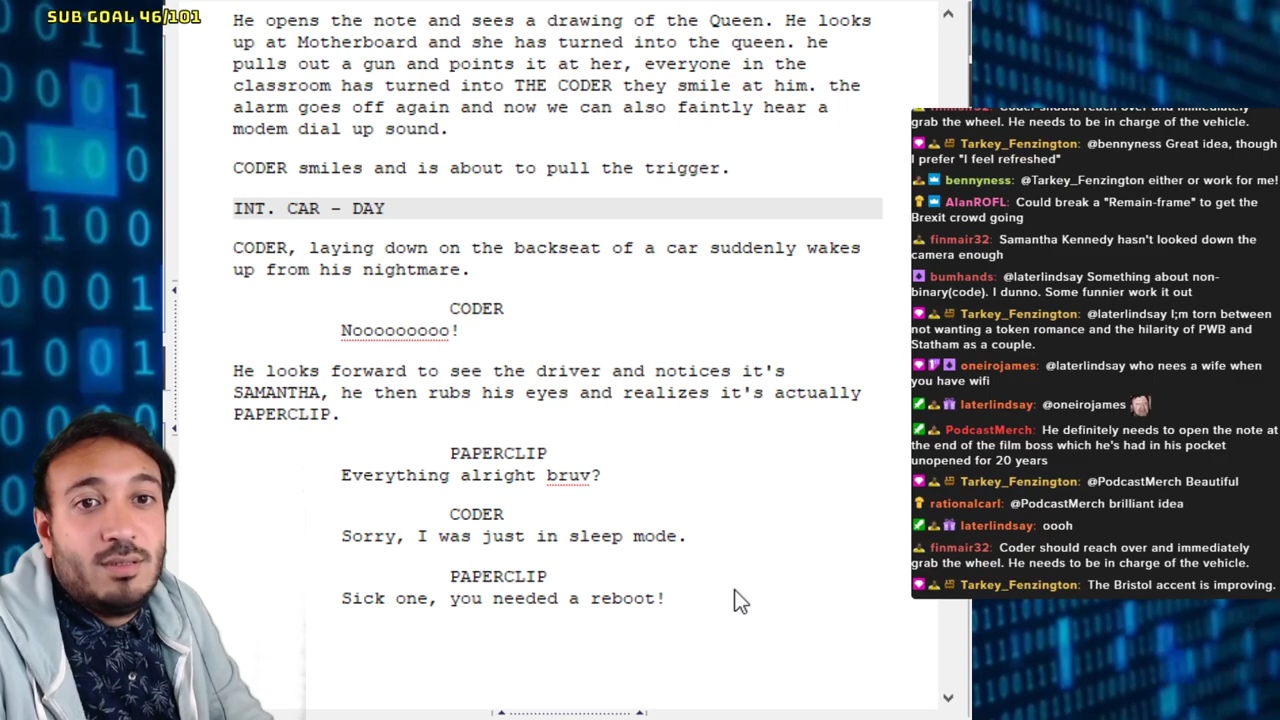 SUB GOAL 46/101
He opens the note and sees a drawing of the Queen. He looks
up at Motherboard and she has turned into the queen. he
pulls out a gun and points it at her, everyone in the
classroom has turned into THE CODER they smile at him. the
alarm goes off again and now we can also faintly hear a
modem dial up sound.
CODER smiles and is about to pull the trigger.
INT. CAR - DAY
CODER, laying down on the backseat of a car suddenly wakes
up from his nightmare.
CODER
Nooooooooo!
He looks forward to see the driver and notices it's
SAMANTHA, he then rubs his eyes and realizes it's actually
PAPERCLIP.
PAPERCLIP
Everything alright bruv?
CODER
Sorry, I was just in sleep mode.
PAPERCLIP
Sick one, you needed a reboot!
finmair32: Coder should reach over and immediately
grab the wheel. He needs to be in charge of the vehicle.
Tarkey_Fenzington: @bennyness Great idea, though
I prefer "I feel refreshed"
bennyness: @Tarkey_Fenzington either or work for me!
AlanROFL: Could break a "Remain-frame" to get the
Brexit crowd going
finmair32: Samantha Kennedy hasn't looked down the
camera enough
bumhands: @laterlindsay Something about non-
binary(code). I dunno. Some funnier work it out
Tarkey_Fenzington: @laterlindsay I;m torn between
not wanting a token romance and the hilarity of PWB and
Statham as a couple.
oneirojames: @laterlindsay who nees a wife when
you have wifi
laterlindsay: @oneirojames
PodcastMerch: He definitely needs to open the note at
the end of the film boss which he's had in his pocket
unopened for 20 years
Tarkey_Fenzington: @PodcastMerch Beautiful
rationalcarl: @PodcastMerch brilliant idea
laterlindsay: oooh
finmair32: Coder should reach over and immediately
grab the wheel. He needs to be in charge of the vehicle.
Tarkey_Fenzington: The Bristol accent is improving.